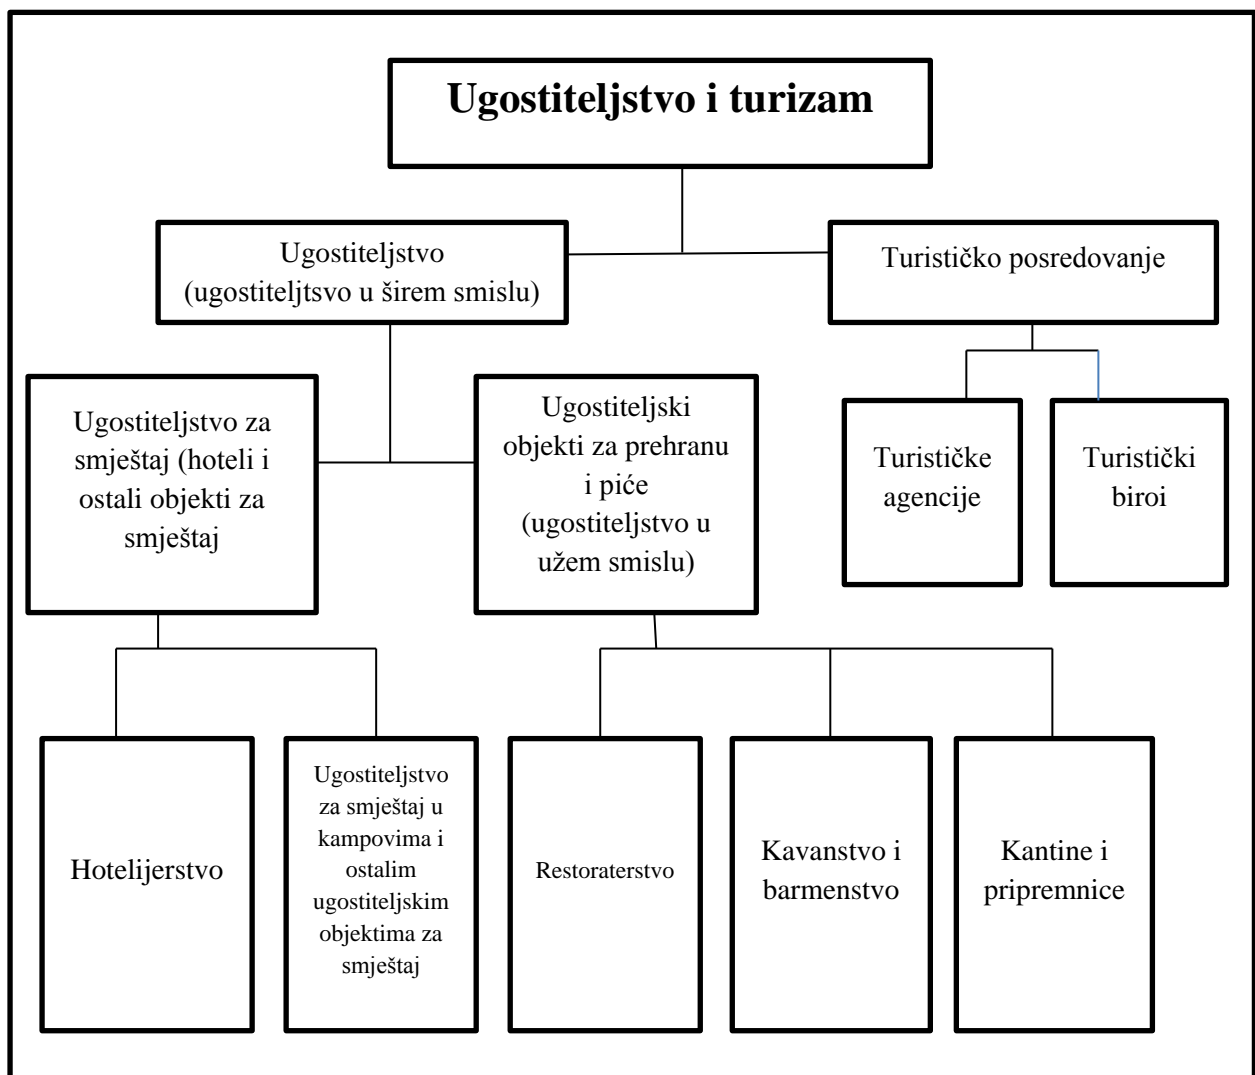 Ugostiteljstvo i turizam
Ugostiteljstvo
(ugostiteljtsvo u širem smislu)
Turističko posredovanje
Ugostiteljstvo za
smještaj (hoteli i
ostali objekti za
smještaj
Ugostiteljski
objekti za prehranu
i piće
(ugostiteljstvo u
užem smislu)
Turističke
agencije
Turistički
biroi
Hotelijerstvo
Ugostiteljstvo
za smještaj u
kampovima i
ostalim
ugostiteljskim
objektima za
smještaj
Restoraterstvo
Kavanstvo i
barmenstvo
Kantine i
pripremnice